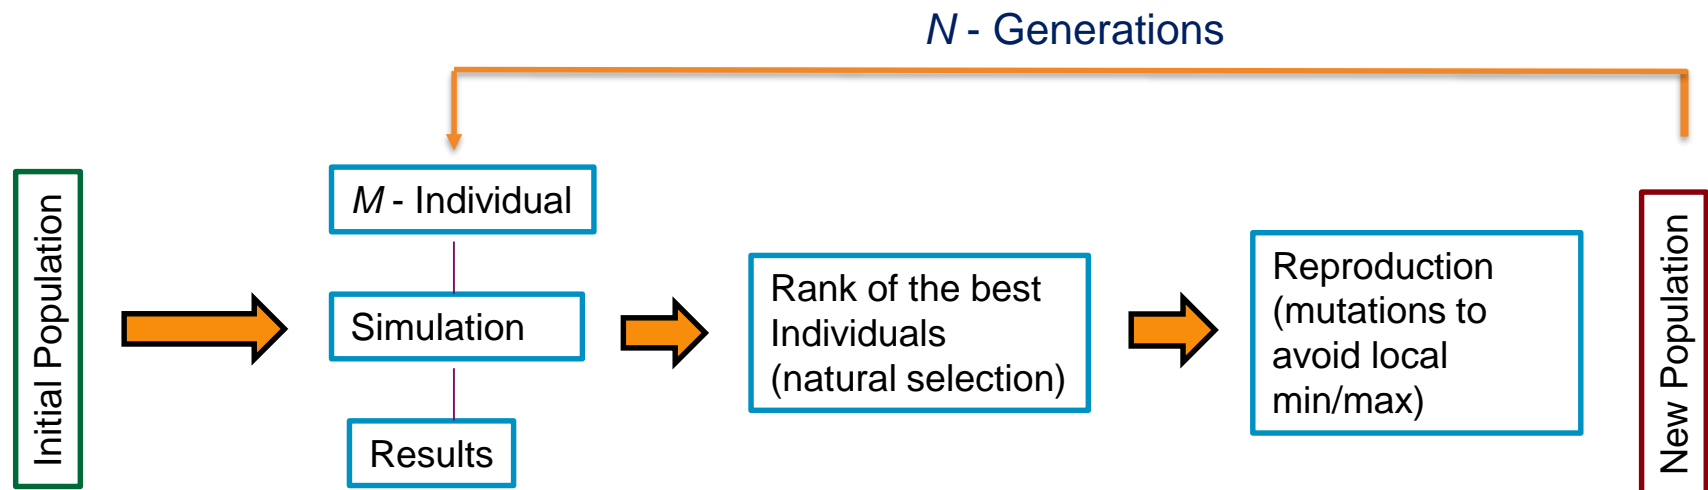 N - Generations
Initial Population
M - Individual
Simulation
Results
Rank of the best
Individuals
(natural selection)
Reproduction
(mutations to
avoid local
min/max)
New Population